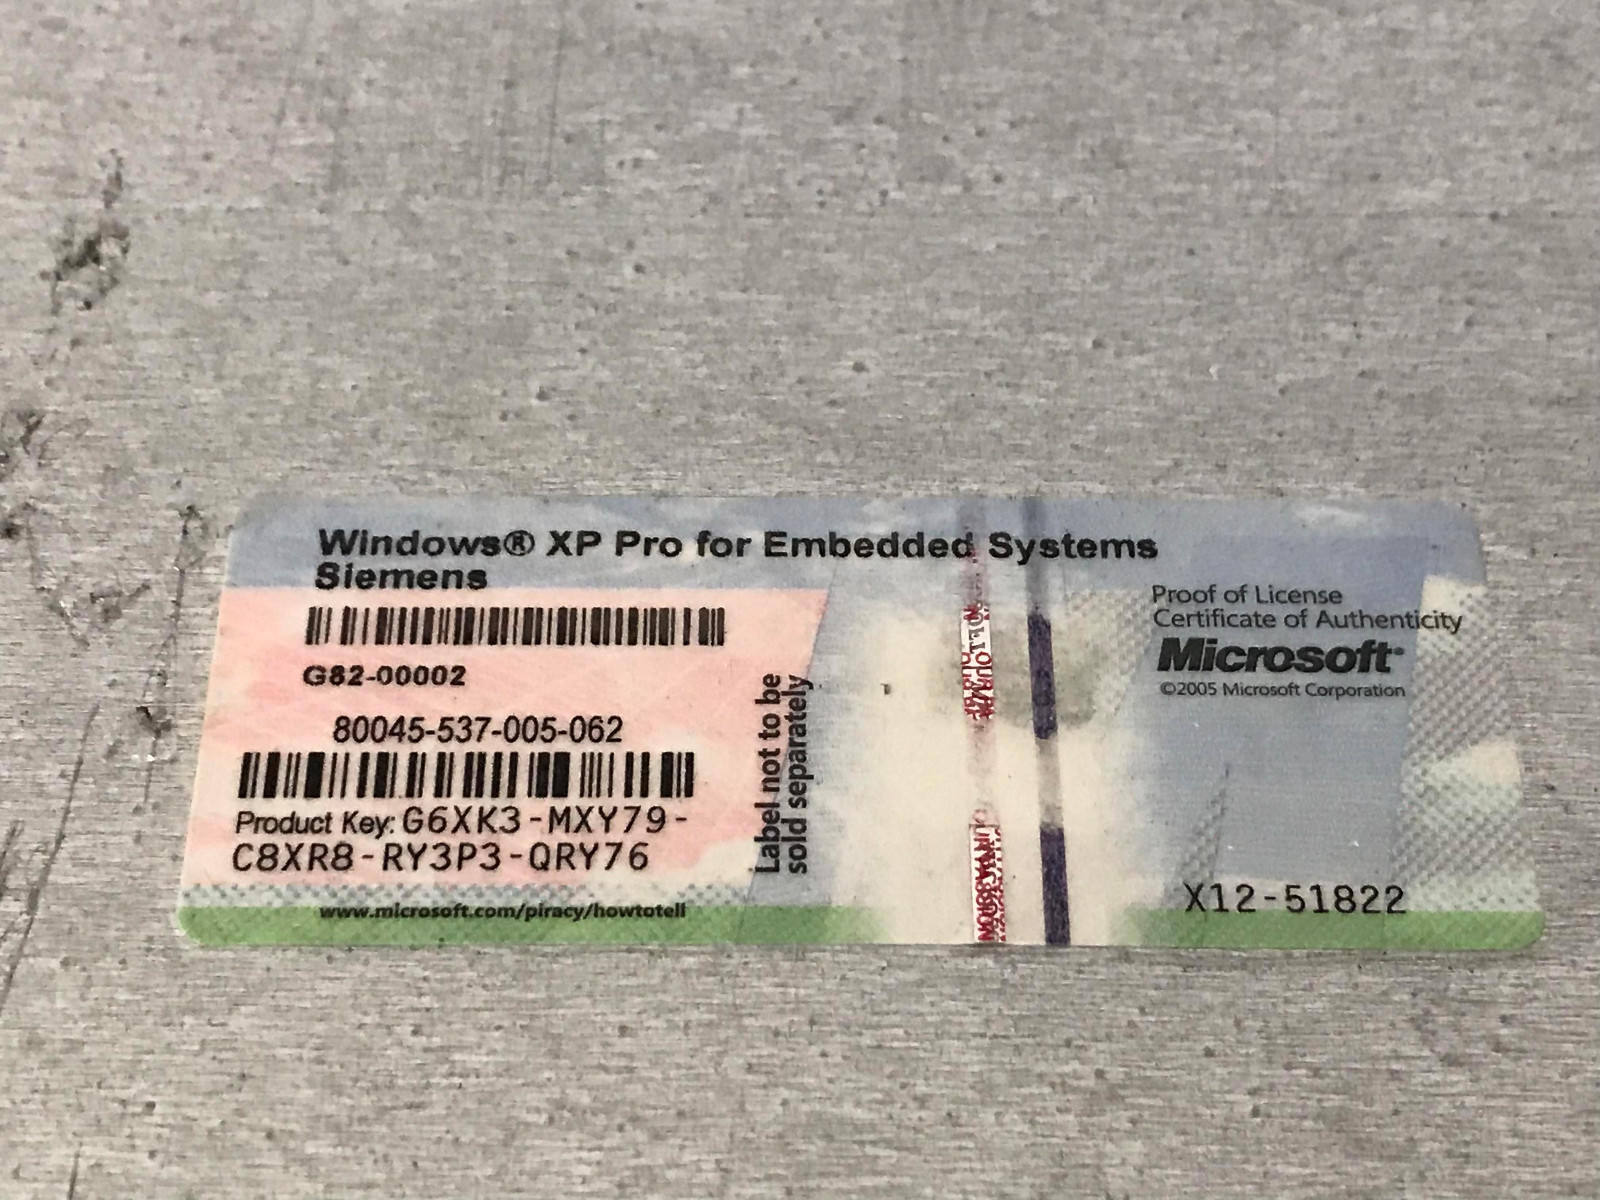 Windows® XP Pro for Embedded Systems
Siemens
G82-00002
80045-537-005-062
Product Key: G6XK3-MXY79-
C8XR8-RY3P3-QRY76
www.microsoft.com/piracy/howtotell
Label not to be
sold separately
Proof of License
Certificate of Authenticity
Microsoft®
©2005 Microsoft Corporation
X12-51822